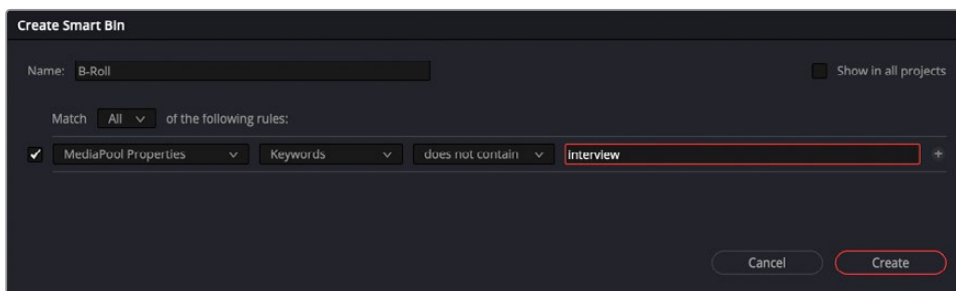 Create Smart Bin
Name: B-Roll Show in all projects
Match All of the following rules:
MediaPool Properties Keywords does not contain interview +
Cancel Create